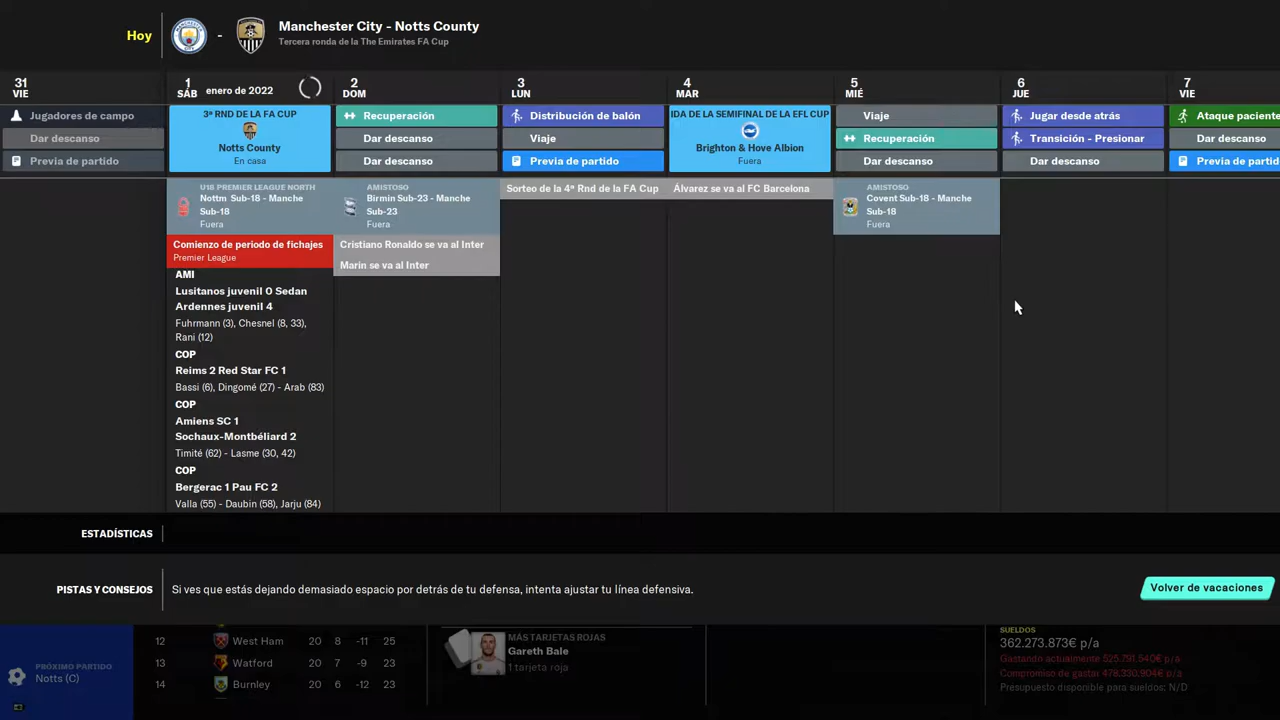 Hoy
Manchester City - Notts County
Tercera ronda de la The Emirates FA Cup
31
VIE
1
SÁB
enero de 2022
2
DOM
3
LUN
4
MAR
5
MIÉ
6
JUE
7
VIE
Jugadores de campo
Dar descanso
Previa de partido
3ª RND DE LA FA CUP
Notts County
En casa
Recuperación
Dar descanso
Dar descanso
Distribución de balón
Viaje
Previa de partido
IDA DE LA SEMIFINAL DE LA EFL CUP
Brighton & Hove Albion
Fuera
Viaje
Recuperación
Dar descanso
Jugar desde atrás
Transición - Presionar
Dar descanso
Ataque paciente
Dar descanso
Previa de partid
U18 PREMIER LEAGUE NORTH
Nottm Sub-18 - Manche
Sub-18
Fuera
AMISTOSO
Birmin Sub-23 - Manche
Sub-23
Fuera
Sorteo de la 4ª Rnd de la FA Cup
Álvarez se va al FC Barcelona
AMISTOSO
Covent Sub-18 - Manche
Sub-18
Fuera
Comienzo de periodo de fichajes
Premier League
Cristiano Ronaldo se va al Inter
Marin se va al Inter
AMI
Lusitanos juvenil 0 Sedan
Ardennes juvenil 4
Fuhrmann (3), Chesnel (8, 33),
Rani (12)
COP
Reims 2 Red Star FC 1
Bassi (6), Dingomé (27) - Arab (83)
COP
Amiens SC 1
Sochaux-Montbéliard 2
Timité (62) - Lasme (30, 42)
COP
Bergerac 1 Pau FC 2
Valla (55) - Daubin (58), Jarju (84)
ESTADÍSTICAS
PISTAS Y CONSEJOS
Si ves que estás dejando demasiado espacio por detrás de tu defensa, intenta ajustar tu línea defensiva.
Volver de vacaciones
PRÓXIMO PARTIDO
Notts (C)
12 West Ham 20 8 -11 25
13 Watford 20 7 -9 23
14 Burnley 20 6 -12 23
MÁS TARJETAS ROJAS
Gareth Bale
1 tarjeta roja
SUELDOS
362.273.873€ p/a
Gastando actualmente 525.791.540€ p/a
Compromiso de gastar 478.330.904€ p/a
Presupuesto disponible para sueldos: N/D